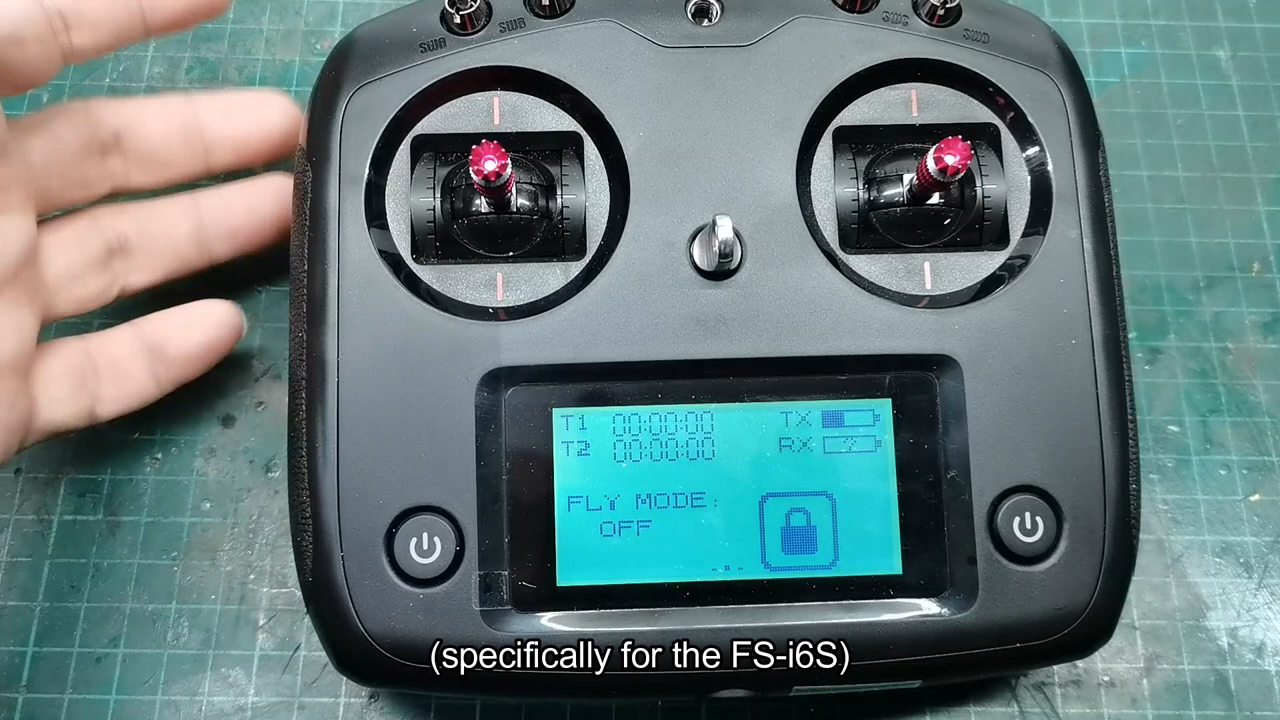 SWA
SWB
SWC
SWD
T1 00:00:00
TX
T2 00:00:00
RX ?
FLY MODE:
OFF
(specifically for the FS-i6S)